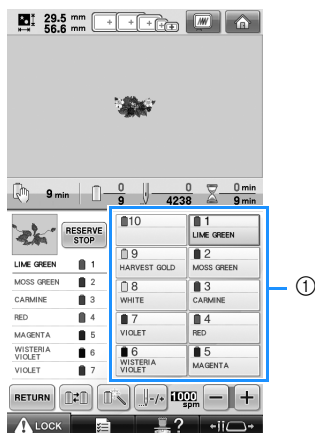 29.5 mm
56.6 mm
9 min
0
9
0
4238
0 min
9 min
RESERVE
STOP
LIME GREEN 1
MOSS GREEN 2
CARMINE 3
RED 4
MAGENTA 5
WISTERIA
VIOLET 6
VIOLET 7
10
1
LIME GREEN
9
HARVEST GOLD
2
MOSS GREEN
8
WHITE
3
CARMINE
7
VIOLET
4
RED
6
WISTERIA
VIOLET
5
MAGENTA
①
RETURN
-/+
1000
spm
− +
LOCK
?